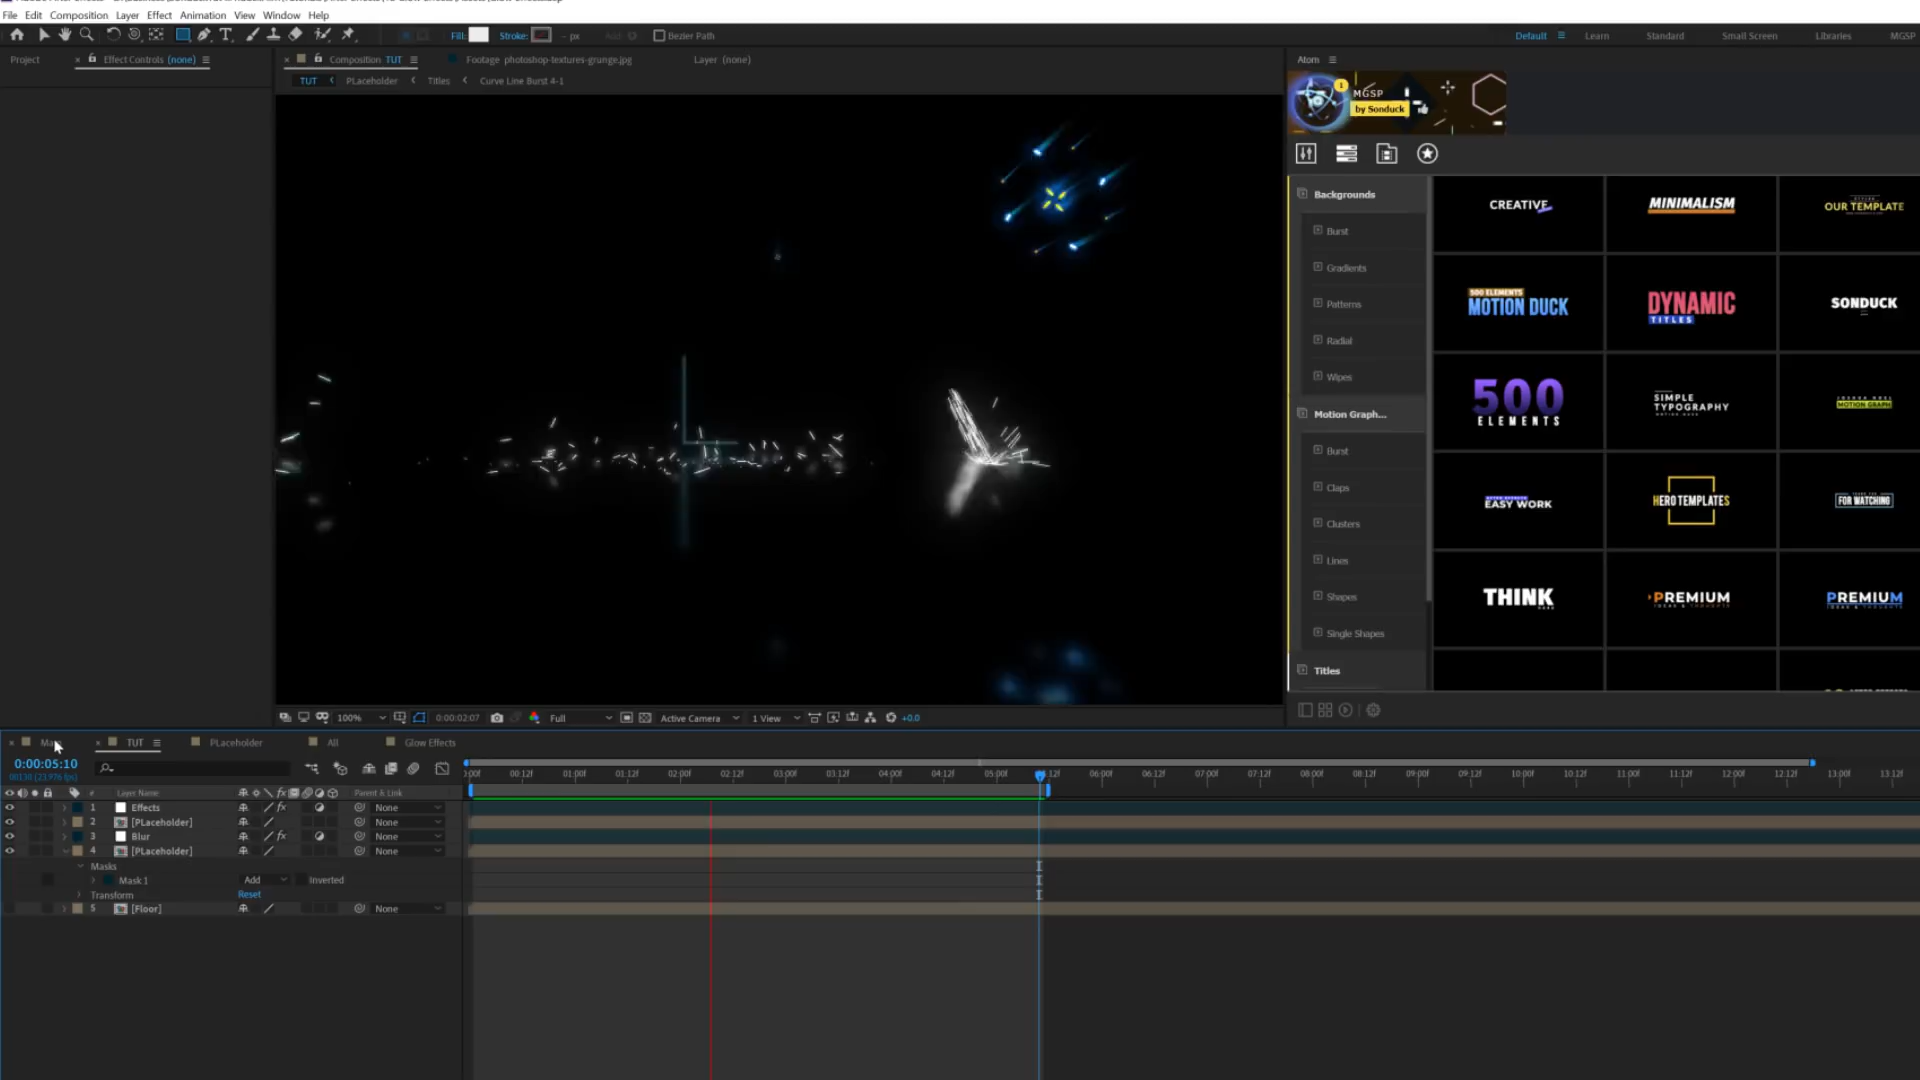 File Edit Composition Layer Effect Animation View Window Help
Fill: Stroke: - px Add Bezier Path
Default Learn Standard Small Screen Libraries MGSP
Project Effect Controls (none) Composition TUT Footage photoshop-textures-grunge.jpg Layer (none) Atom
TUT PLaceholder Titles Curve Line Burst 4-1
MGSP
by Sonduck
Backgrounds
Burst
Gradients
Patterns
Radial
Wipes
Motion Graph...
Burst
Claps
Clusters
Lines
Shapes
Single Shapes
Titles
CREATIVE MINIMALISM OUR TEMPLATE
500 ELEMENTS
MOTION DUCK
DYNAMIC
TITLES
SONDUCK
500
ELEMENTS
SIMPLE
TYPOGRAPHY
MOTION GRAPH
EASY WORK HERO TEMPLATES FOR WATCHING
THINK PREMIUM PREMIUM
100% 0:00:02:07 Full Active Camera 1 View +0.0
TUT PLaceholder All Glow Effects
0:00:05:10
00130 (23.976 fps)
00:12f 01:00f 01:12f 02:00f 02:12f 03:00f 03:12f 04:00f 04:12f 05:00f 06:00f 06:12f 07:00f 07:12f 08:00f 08:12f 09:00f 09:12f 10:00f 10:12f 11:00f 11:12f 12:00f 12:12f 13:00f 13:12f
# Layer Name Parent & Link
1 Effects None
2 [PLaceholder] None
3 Blur None
4 [PLaceholder] None
Masks
Mask 1 Add Inverted
Transform Reset
5 [Floor] None